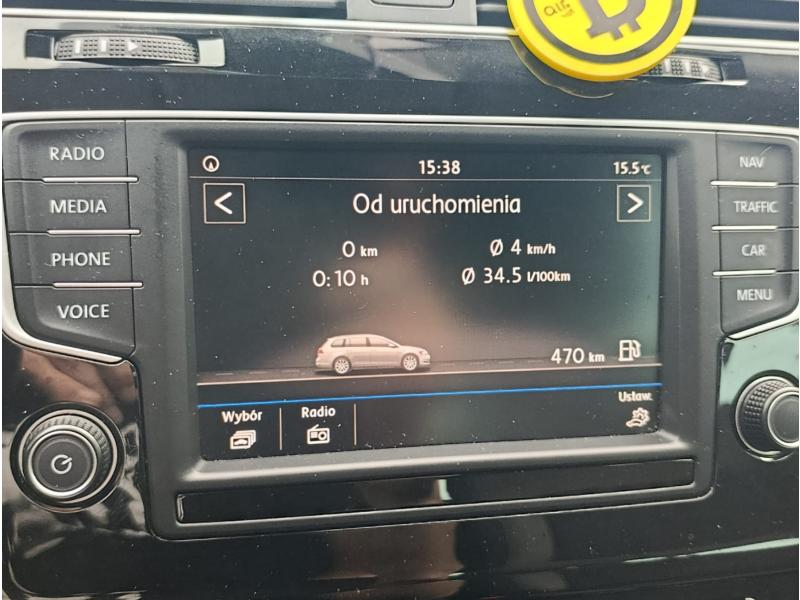 RADIO
MEDIA
PHONE
VOICE
15:38
15.5°C
Od uruchomienia
0 km
Ø 4 km/h
0:10 h
Ø 34.5 l/100km
470 km
Wybór
Radio
Ustaw.
NAV
TRAFFIC
CAR
MENU